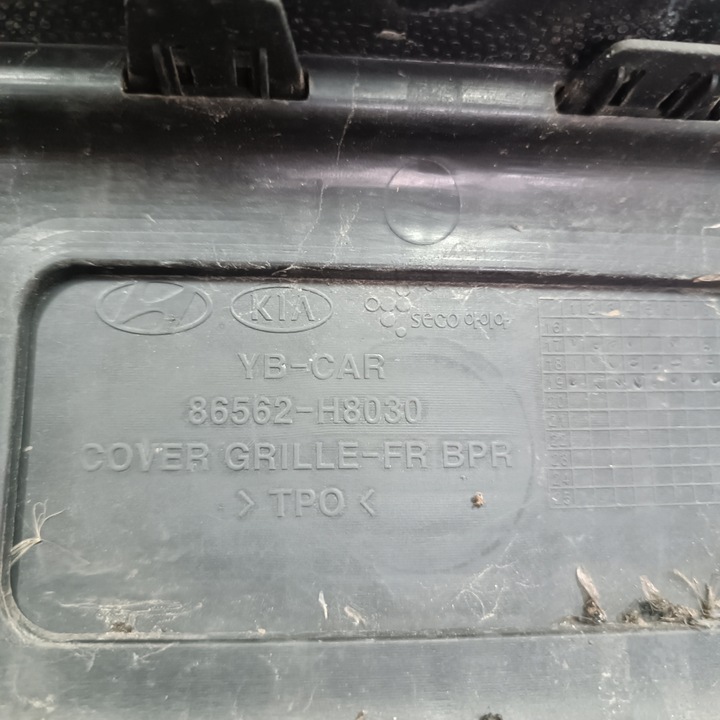 KIA
seco
YB-CAR
86562-H8030
COVER GRILLE-FR BPR
>TPO<